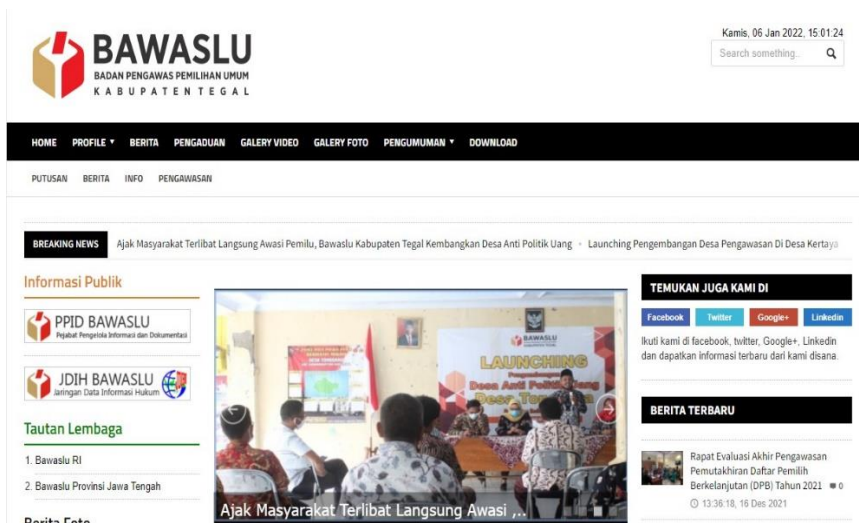 Kamis, 06 Jan 2022, 15:01:24
BAWASLU
BADAN PENGAWAS PEMILIHAN UMUM
KABUPATEN TEGAL
Search something..
HOME PROFILE BERITA PENGADUAN GALERY VIDEO GALERY FOTO PENGUMUMAN DOWNLOAD
PUTUSAN BERITA INFO PENGAWASAN
BREAKING NEWS Ajak Masyarakat Terlibat Langsung Awasi Pemilu, Bawaslu Kabupaten Tegal Kembangkan Desa Anti Politik Uang • Launching Pengembangan Desa Pengawasan Di Desa Kertaya
Informasi Publik
PPID BAWASLU
Pejabat Pengelola Informasi dan Dokumentasi
JDIH BAWASLU
Jaringan Data Informasi Hukum
Tautan Lembaga
1. Bawaslu RI
2. Bawaslu Provinsi Jawa Tengah
Berita Foto
BAWASLU
LAUNCHING
Pengembangan
Desa Anti Politik Uang
Ajak Masyarakat Terlibat Langsung Awasi ,..
TEMUKAN JUGA KAMI DI
Facebook Twitter Google+ Linkedin
Ikuti kami di facebook, twitter, Google+, Linkedin
dan dapatkan informasi terbaru dari kami disana.
BERITA TERBARU
Rapat Evaluasi Akhir Pengawasan
Pemutakhiran Daftar Pemilih
Berkelanjutan (DPB) Tahun 2021 0
13:36:18, 16 Des 2021